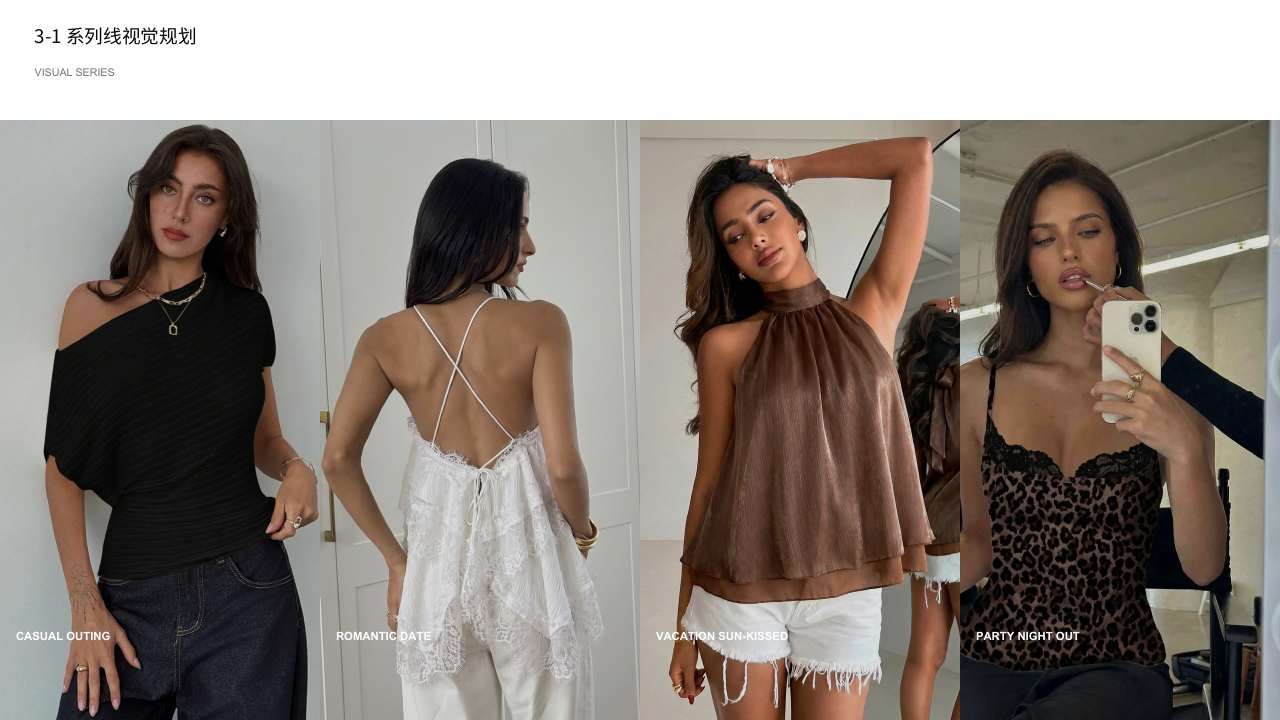 3-1 系列线视觉规划
VISUAL SERIES
CASUAL OUTING
ROMANTIC DATE
VACATION SUN-KISSED
PARTY NIGHT OUT